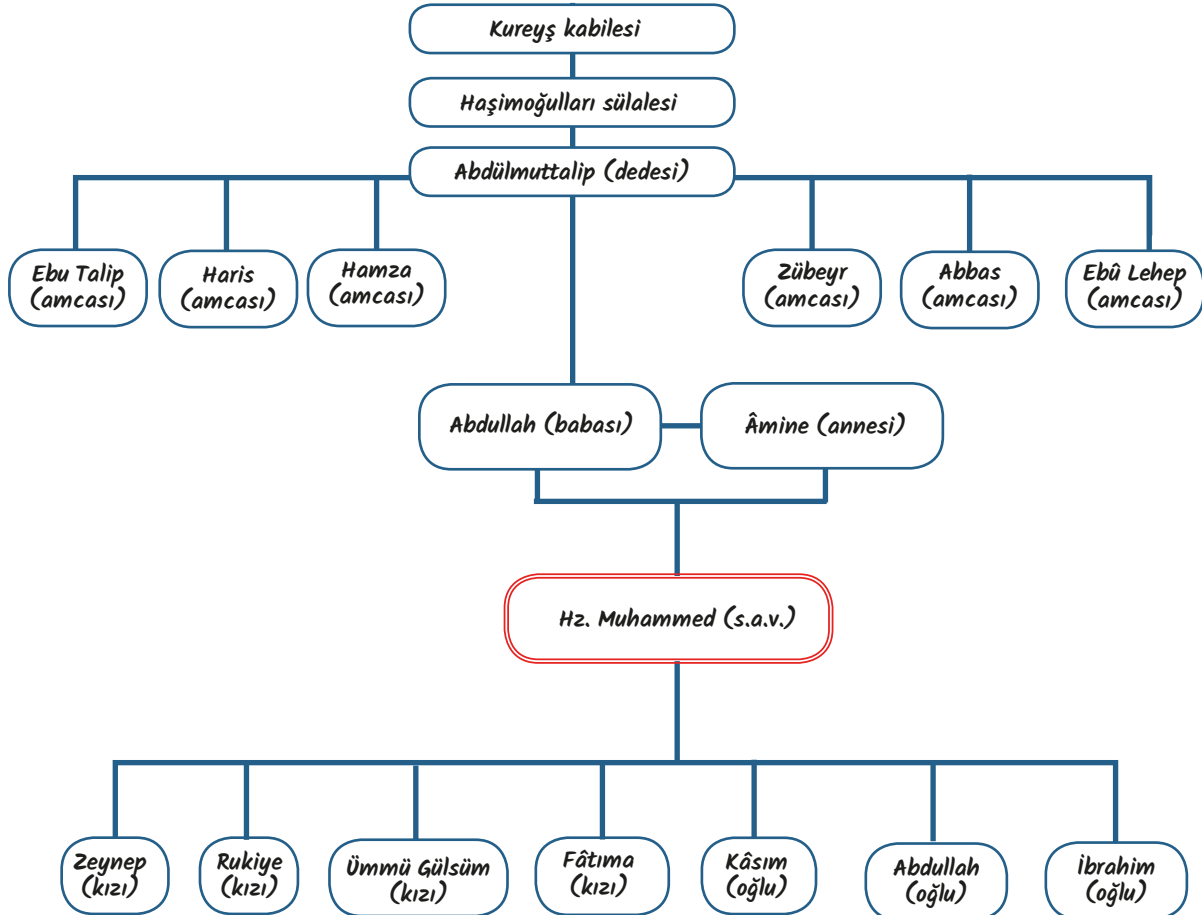 Kureyş kabilesi
Haşimoğulları sülalesi
Abdülmuttalip (dedesi)
Ebu Talip
(amcası)
Haris
(amcası)
Hamza
(amcası)
Zübeyr
(amcası)
Abbas
(amcası)
Ebû Lehep
(amcası)
Abdullah (babası)
Âmine (annesi)
Hz. Muhammed (s.a.v.)
Zeynep
(kızı)
Rukiye
(kızı)
Ümmü Gülsüm
(kızı)
Fâtıma
(kızı)
Kâsım
(oğlu)
Abdullah
(oğlu)
İbrahim
(oğlu)